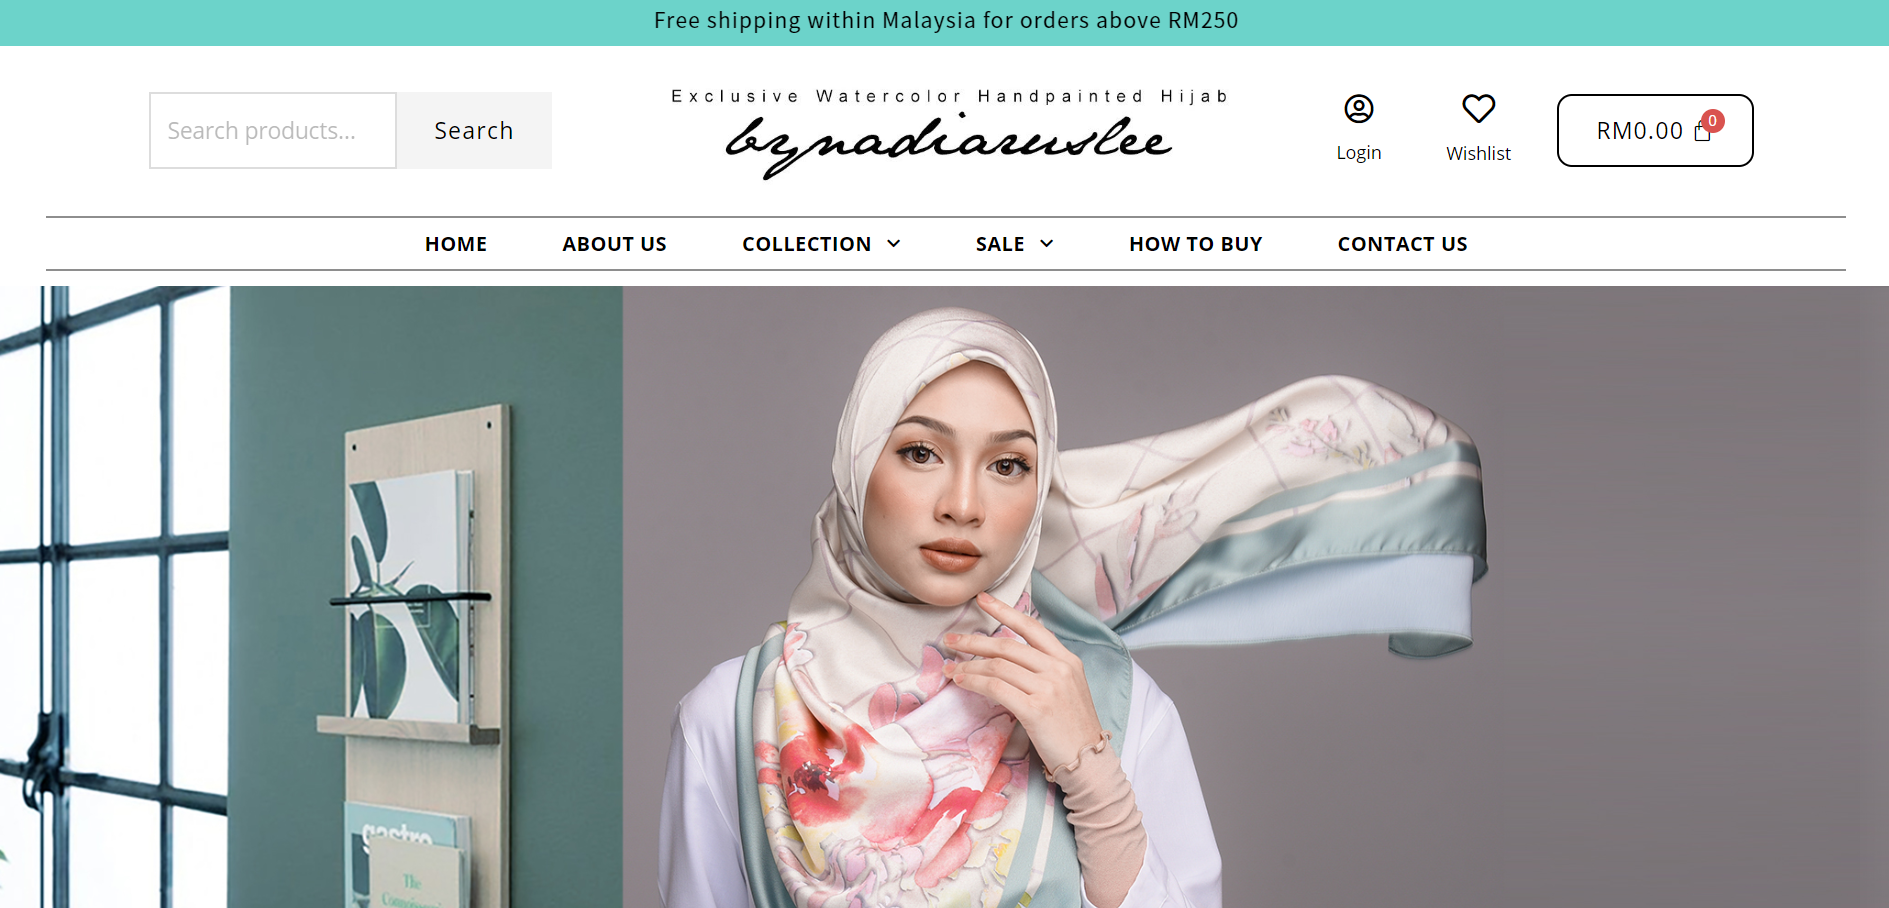 Free shipping within Malaysia for orders above RM250
Search products...
Search
Exclusive Watercolor Handpainted Hijab
bynadiaruslee
Login
Wishlist
RM0.00
0
HOME
ABOUT US
COLLECTION
SALE
HOW TO BUY
CONTACT US
gastro
The